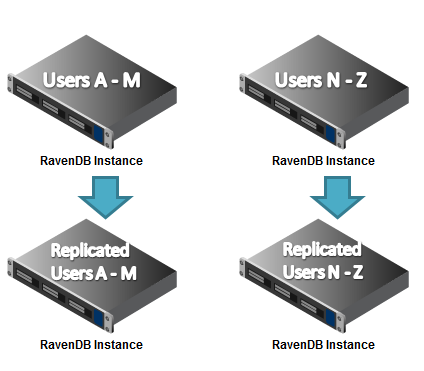 Users A - M
Users N - Z
RavenDB Instance
RavenDB Instance
Replicated
Users A - M
Replicated
Users N - Z
RavenDB Instance
RavenDB Instance